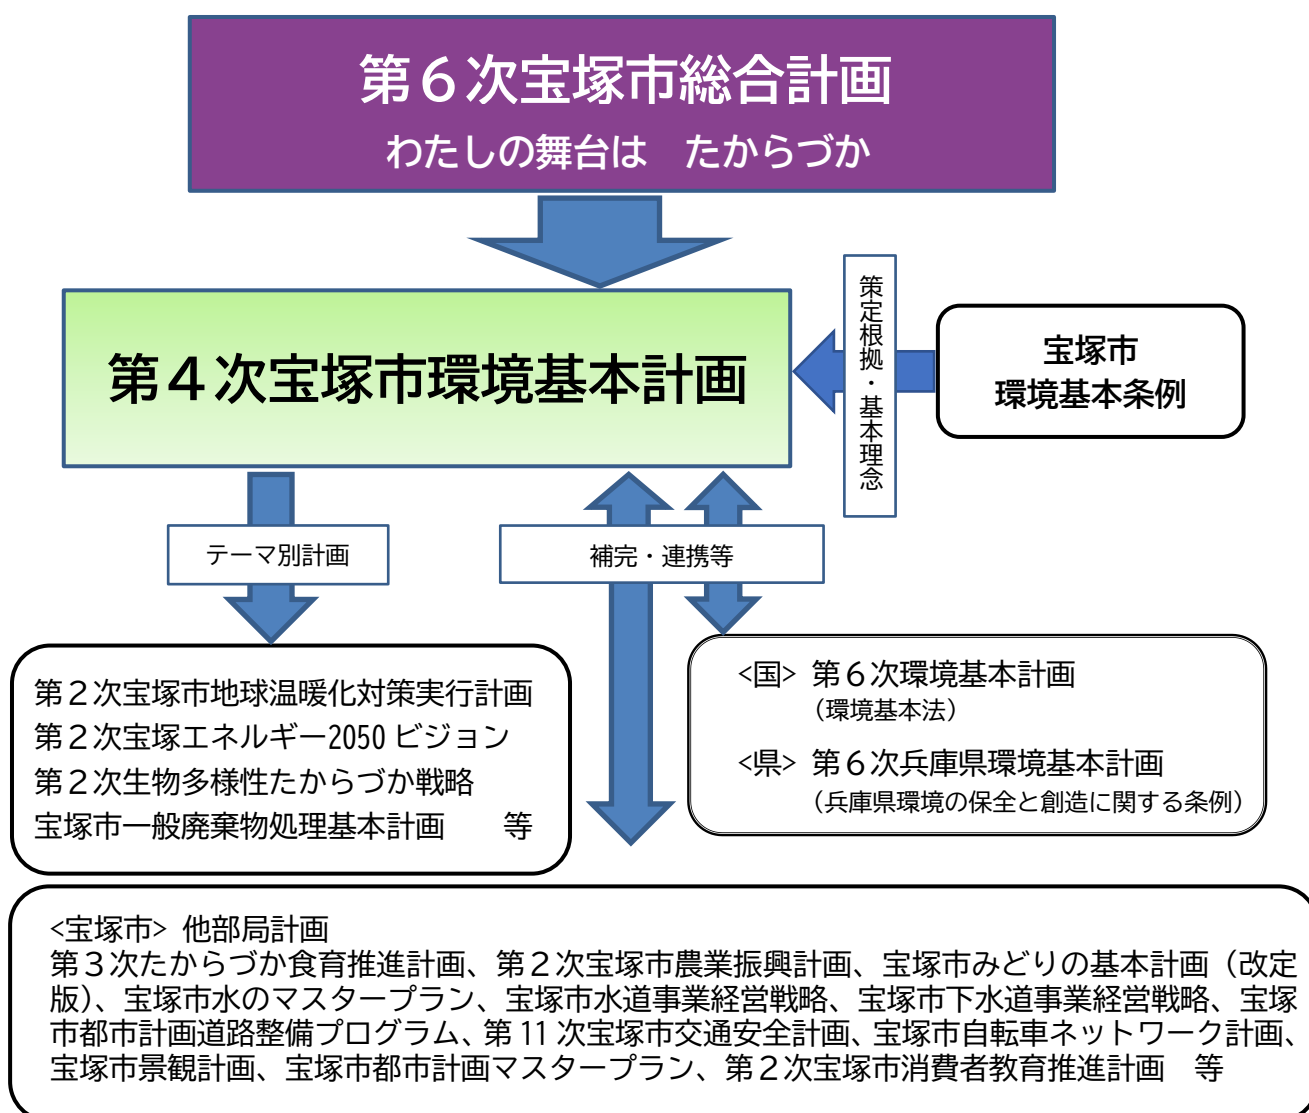 第６次宝塚市総合計画
わたしの舞台は　たからづか
策定根拠・基本理念
第４次宝塚市環境基本計画
宝塚市
環境基本条例
テーマ別計画
補完・連携等
第２次宝塚市地球温暖化対策実行計画
第２次宝塚エネルギー2050 ビジョン
第２次生物多様性たからづか戦略
宝塚市一般廃棄物処理基本計画　　等
<国> 第６次環境基本計画
（環境基本法）
<県> 第６次兵庫県環境基本計画
（兵庫県環境の保全と創造に関する条例）
<宝塚市> 他部局計画
第３次たからづか食育推進計画、第２次宝塚市農業振興計画、宝塚市みどりの基本計画（改定
版）、宝塚市水のマスタープラン、宝塚市水道事業経営戦略、宝塚市下水道事業経営戦略、宝塚
市都市計画道路整備プログラム、第 11 次宝塚市交通安全計画、宝塚市自転車ネットワーク計画、
宝塚市景観計画、宝塚市都市計画マスタープラン、第２次宝塚市消費者教育推進計画　等